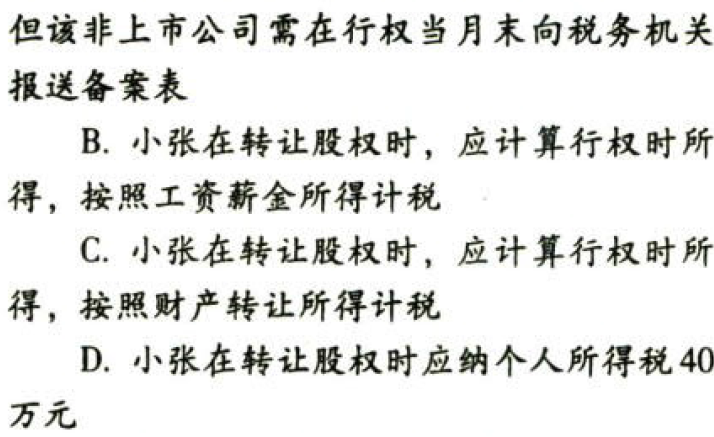 但该非上市公司需在行权当月末向税务机关
报送备案表
B. 小张在转让股权时，应计算行权时所
得，按照工资薪金所得计税
C. 小张在转让股权时，应计算行权时所
得，按照财产转让所得计税
D. 小张在转让股权时应纳个人所得税40
万元